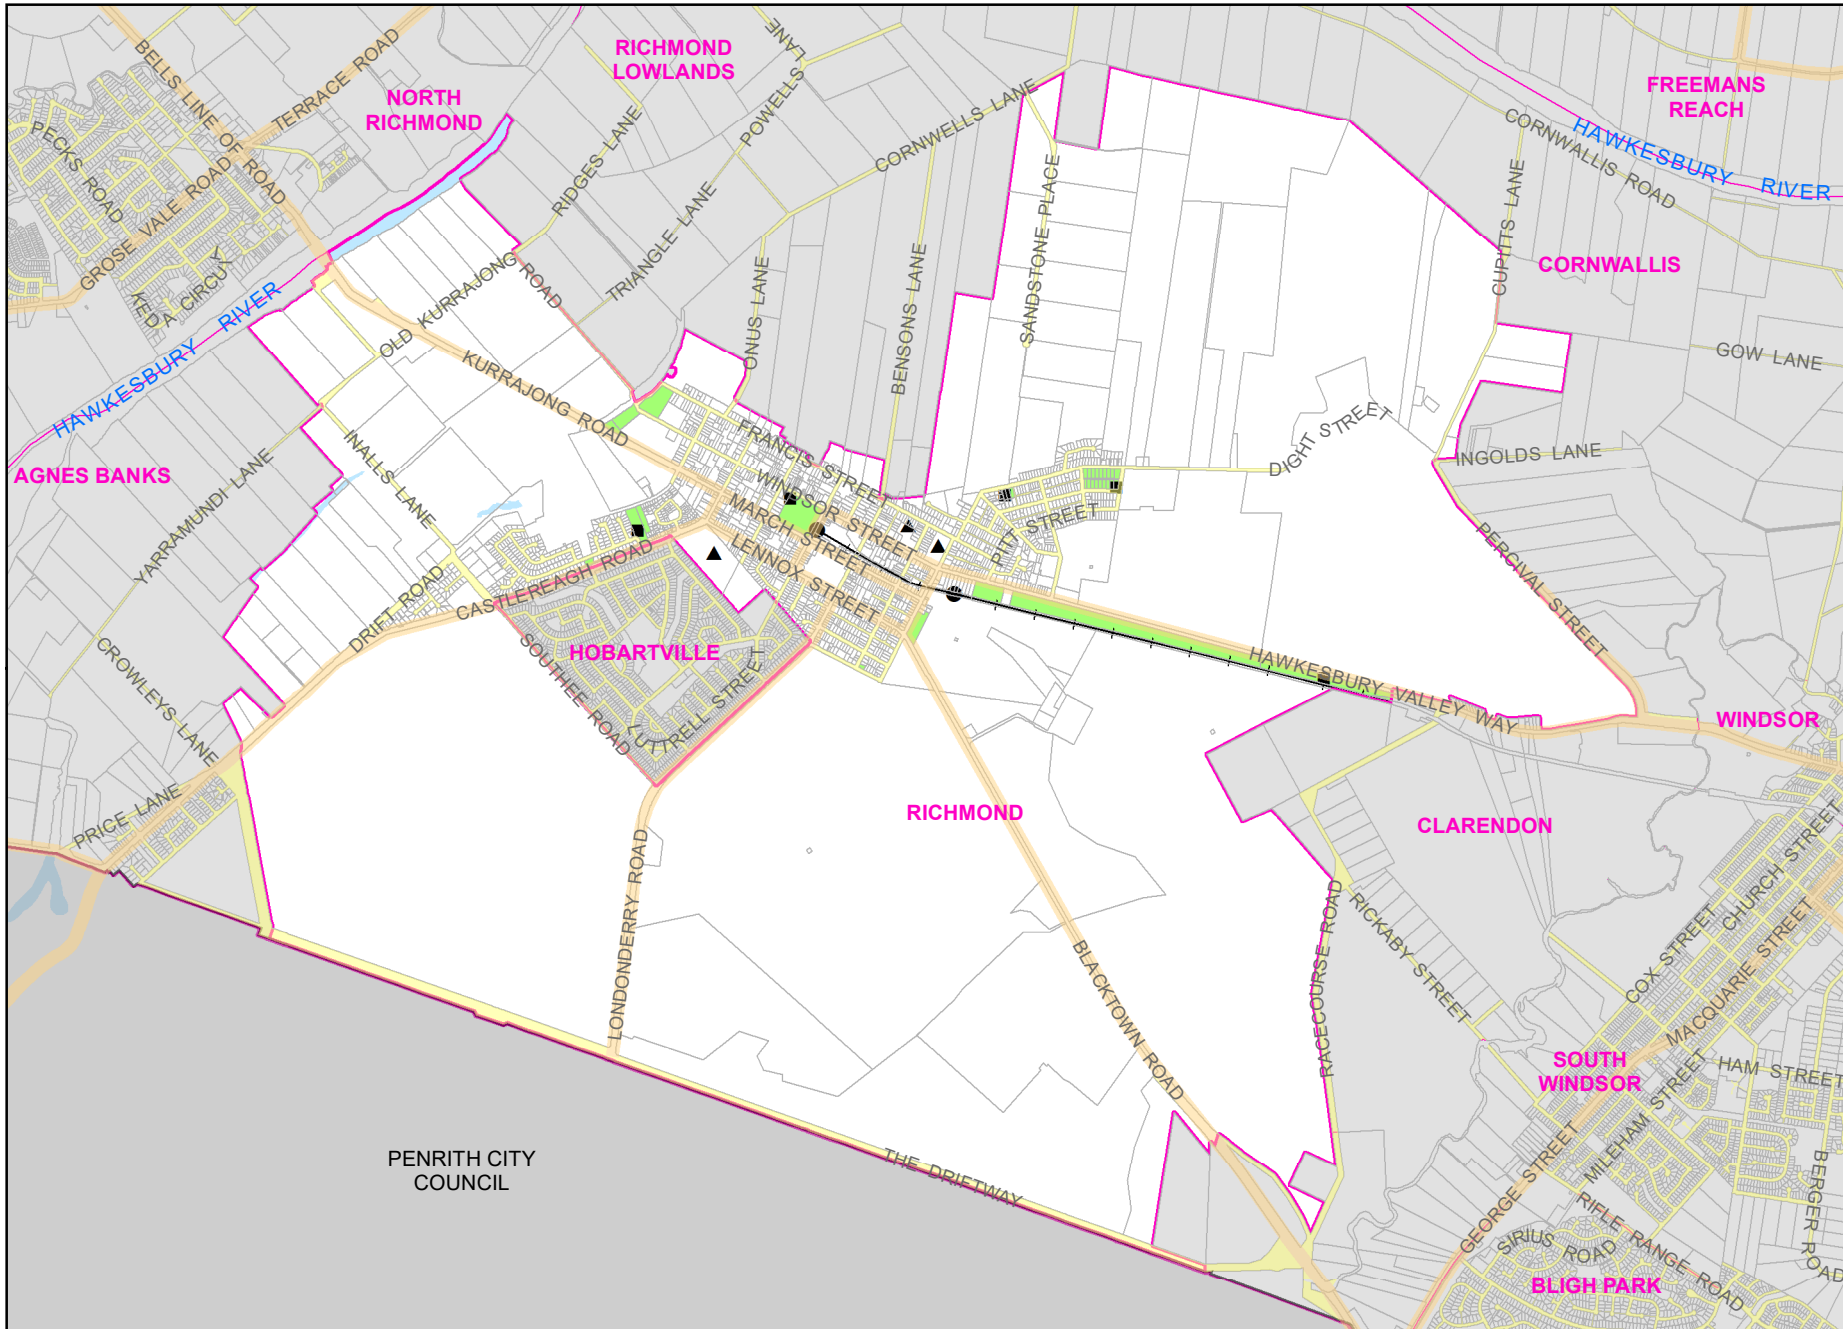 RICHMOND
LOWLANDS
NORTH
RICHMOND
FREEMANS
REACH
BELLS LINE OF ROAD
TERRACE ROAD
PECKS ROAD
GROSE VALE ROAD
KEDA CIRCUIT
POWELLS LANE
RIDGES LANE
CORNWELLS LANE
TRIANGLE LANE
CORNWALLIS ROAD
HAWKESBURY RIVER
CUPITTS LANE
CORNWALLIS
SANDSTONE PLACE
HAWKESBURY RIVER
OLD KURRAJONG ROAD
KURRAJONG ROAD
ONUS LANE
BENSONS LANE
GOW LANE
AGNES BANKS
YARRAMUNDI LANE
INALLS LANE
FRANCIS STREET
WINDSOR STREET
MARCH STREET
LENNOX STREET
PITT STREET
DIGHT STREET
INGOLDS LANE
PERCIVAL STREET
CASTLEREAGH ROAD
DRIFT ROAD
CROWLEYS LANE
PRICE LANE
HOBARTVILLE
SOUTHEE ROAD
LUTTRELL STREET
HAWKESBURY VALLEY WAY
WINDSOR
RICHMOND
CLARENDON
LONDONDERRY ROAD
BLACKTOWN ROAD
RACECOURSE ROAD
RICKABY STREET
COX STREET
CHURCH STREET
MACQUARIE STREET
SOUTH
WINDSOR
HAM STREET
MILEHAM STREET
GEORGE STREET
BERGER ROAD
RIFLE RANGE ROAD
SIRIUS ROAD
BLIGH PARK
PENRITH CITY
COUNCIL
THE DRIFTWAY